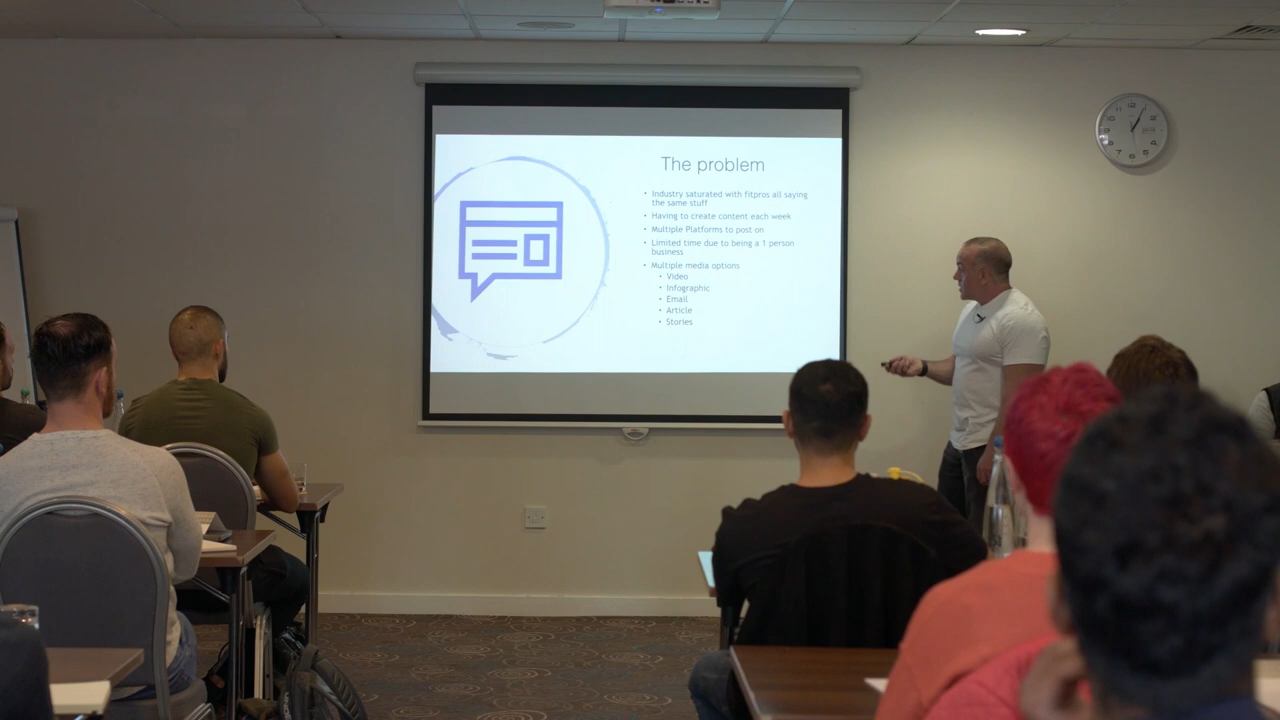 The problem
• Industry saturated with fitpros all saying
the same stuff
• Having to create content each week
• Multiple Platforms to post on
• Limited time due to being a 1 person
business
• Multiple media options
• Video
• Infographic
• Email
• Article
• Stories